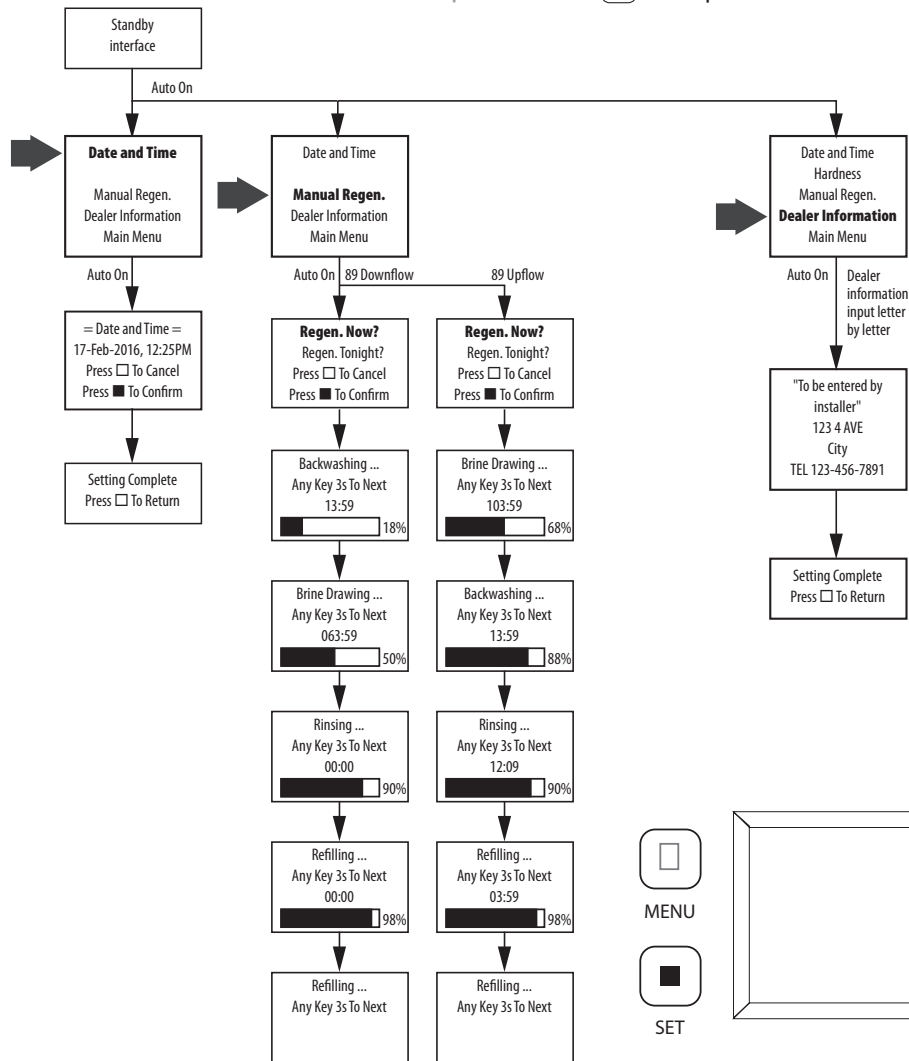 Standby
interface
Auto On
Date and Time
Manual Regen.
Dealer Information
Main Menu
Auto On
= Date and Time =
17-Feb-2016, 12:25PM
Press □ To Cancel
Press ■ To Confirm
Setting Complete
Press □ To Return
Date and Time
Manual Regen.
Dealer Information
Main Menu
Auto On
89 Downflow
89 Upflow
Regen. Now?
Regen. Tonight?
Press □ To Cancel
Press ■ To Confirm
Backwashing ...
Any Key 3s To Next
13:59
18%
Brine Drawing ...
Any Key 3s To Next
063:59
50%
Rinsing ...
Any Key 3s To Next
00:00
90%
Refilling ...
Any Key 3s To Next
00:00
98%
Refilling ...
Any Key 3s To Next
Regen. Now?
Regen. Tonight?
Press □ To Cancel
Press ■ To Confirm
Brine Drawing ...
Any Key 3s To Next
103:59
68%
Backwashing ...
Any Key 3s To Next
13:59
88%
Rinsing ...
Any Key 3s To Next
12:09
90%
Refilling ...
Any Key 3s To Next
03:59
98%
Refilling ...
Any Key 3s To Next
Date and Time
Hardness
Manual Regen.
Dealer Information
Main Menu
Auto On
Dealer
information
input letter
by letter
"To be entered by
installer"
123 4 AVE
City
TEL 123-456-7891
Setting Complete
Press □ To Return
MENU
SET